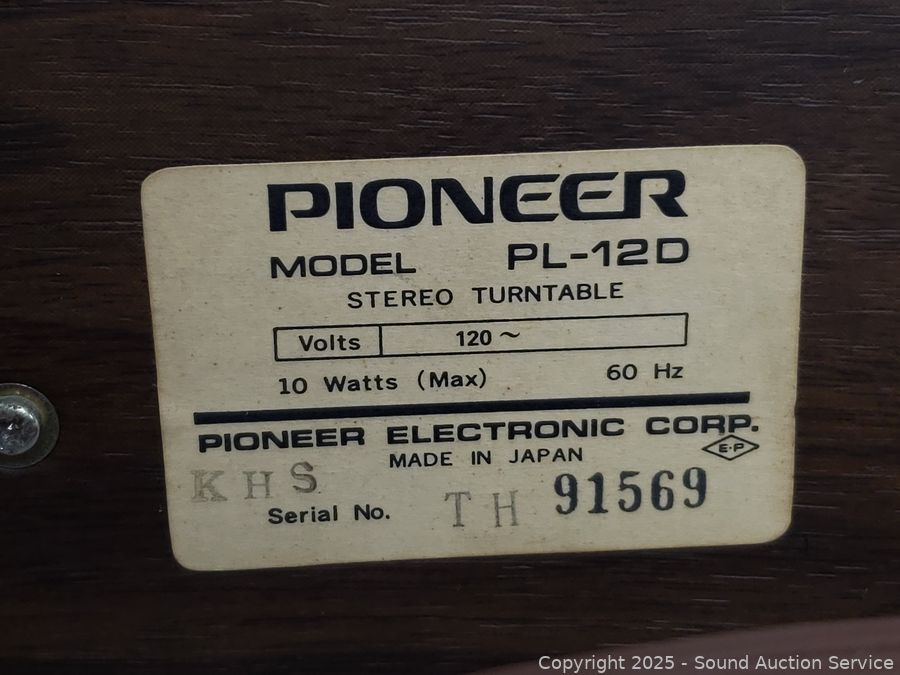 PIONEER
MODEL PL-12D
STEREO TURNTABLE
Volts 120 ~
10 Watts (Max) 60 Hz
PIONEER ELECTRONIC CORP.
MADE IN JAPAN E·P
KHS
Serial No. TH 91569
Copyright 2025 - Sound Auction Service